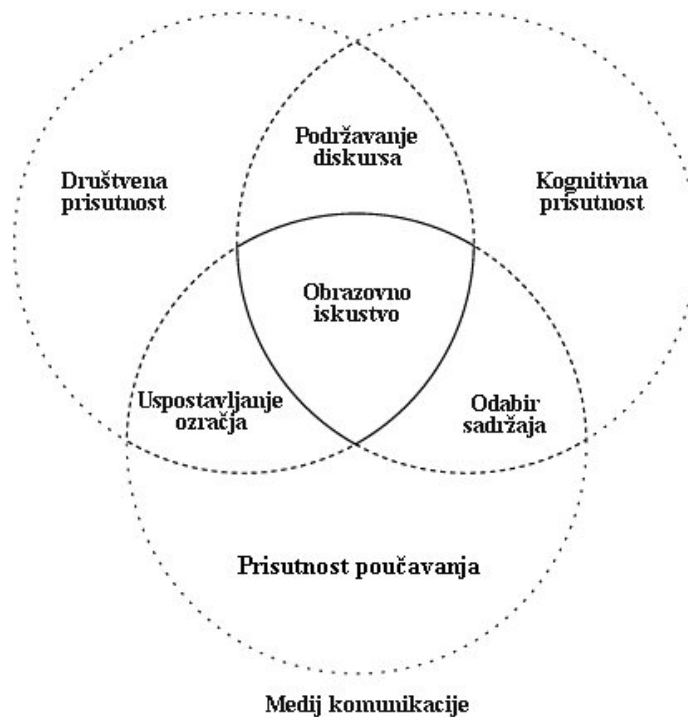 Podržavanje
diskursa
Društvena
prisutnost
Kognitivna
prisutnost
Obrazovno
iskustvo
Uspostavljanje
ozračja
Odabir
sadržaja
Prisutnost poučavanja
Medij komunikacije